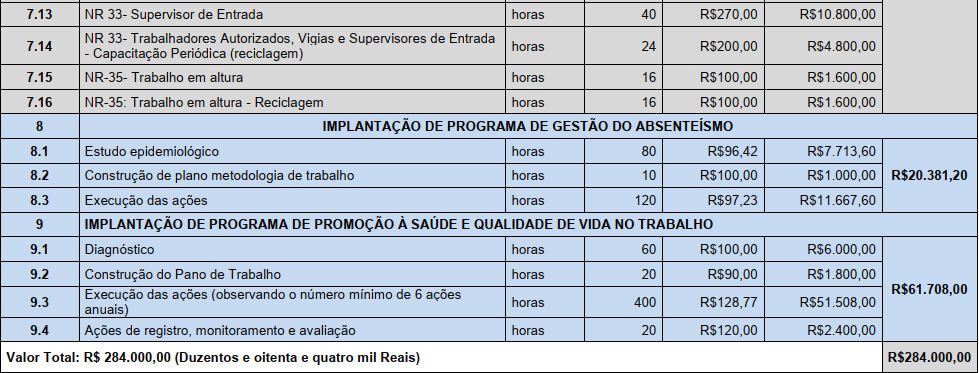 7.13 NR 33- Supervisor de Entrada horas 40 R$270,00 R$10.800,00
7.14 NR 33- Trabalhadores Autorizados, Vigias e Supervisores de Entrada - Capacitação Periódica (reciclagem) horas 24 R$200,00 R$4.800,00
7.15 NR-35- Trabalho em altura horas 16 R$100,00 R$1.600,00
7.16 NR-35: Trabalho em altura - Reciclagem horas 16 R$100,00 R$1.600,00
8 IMPLANTAÇÃO DE PROGRAMA DE GESTÃO DO ABSENTEÍSMO
8.1 Estudo epidemiológico horas 80 R$96,42 R$7.713,60
8.2 Construção de plano metodologia de trabalho horas 10 R$100,00 R$1.000,00 R$20.381,20
8.3 Execução das ações horas 120 R$97,23 R$11.667,60
9 IMPLANTAÇÃO DE PROGRAMA DE PROMOÇÃO À SAÚDE E QUALIDADE DE VIDA NO TRABALHO
9.1 Diagnóstico horas 60 R$100,00 R$6.000,00
9.2 Construção do Pano de Trabalho horas 20 R$90,00 R$1.800,00 R$61.708,00
9.3 Execução das ações (observando o número mínimo de 6 ações anuais) horas 400 R$128,77 R$51.508,00
9.4 Ações de registro, monitoramento e avaliação horas 20 R$120,00 R$2.400,00
Valor Total: R$ 284.000,00 (Duzentos e oitenta e quatro mil Reais) R$284.000,00